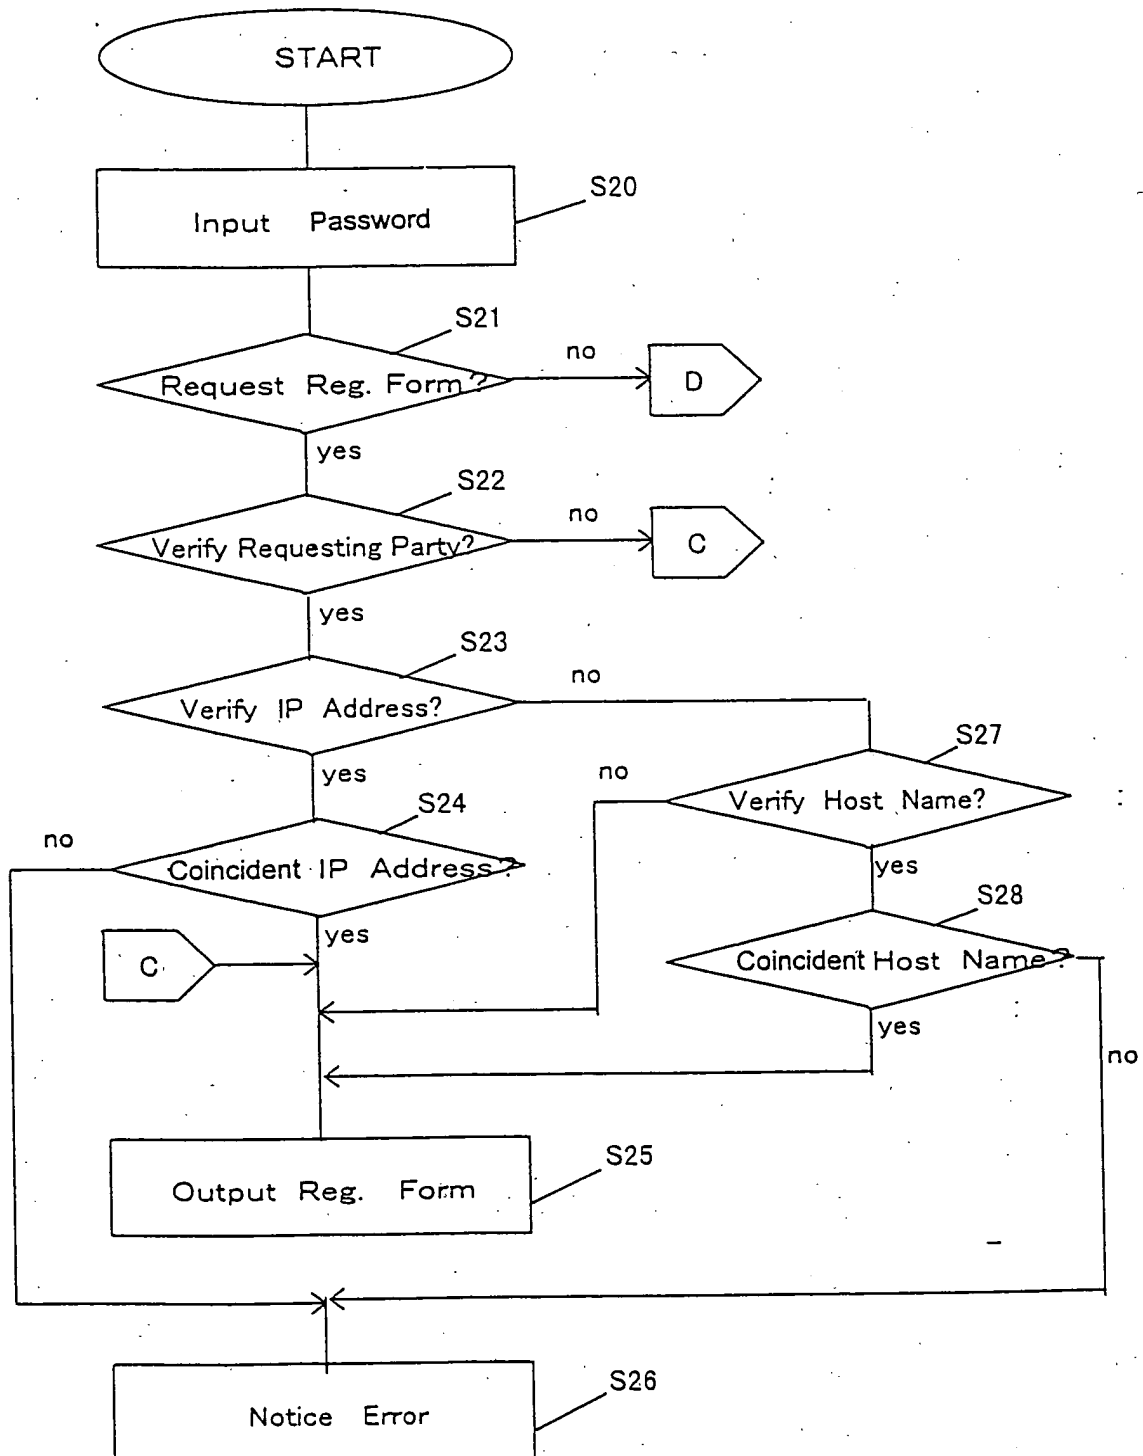 START
S20
Input Password
S21
Request Reg. Form?
no
D
yes
S22
Verify Requesting Party?
no
C
yes
S23
Verify IP Address?
no
yes
S27
Verify Host Name?
no
S24
Coincident IP Address?
no
yes
yes
S28
Coincident Host Name?
C
yes
no
S25
Output Reg. Form
S26
Notice Error